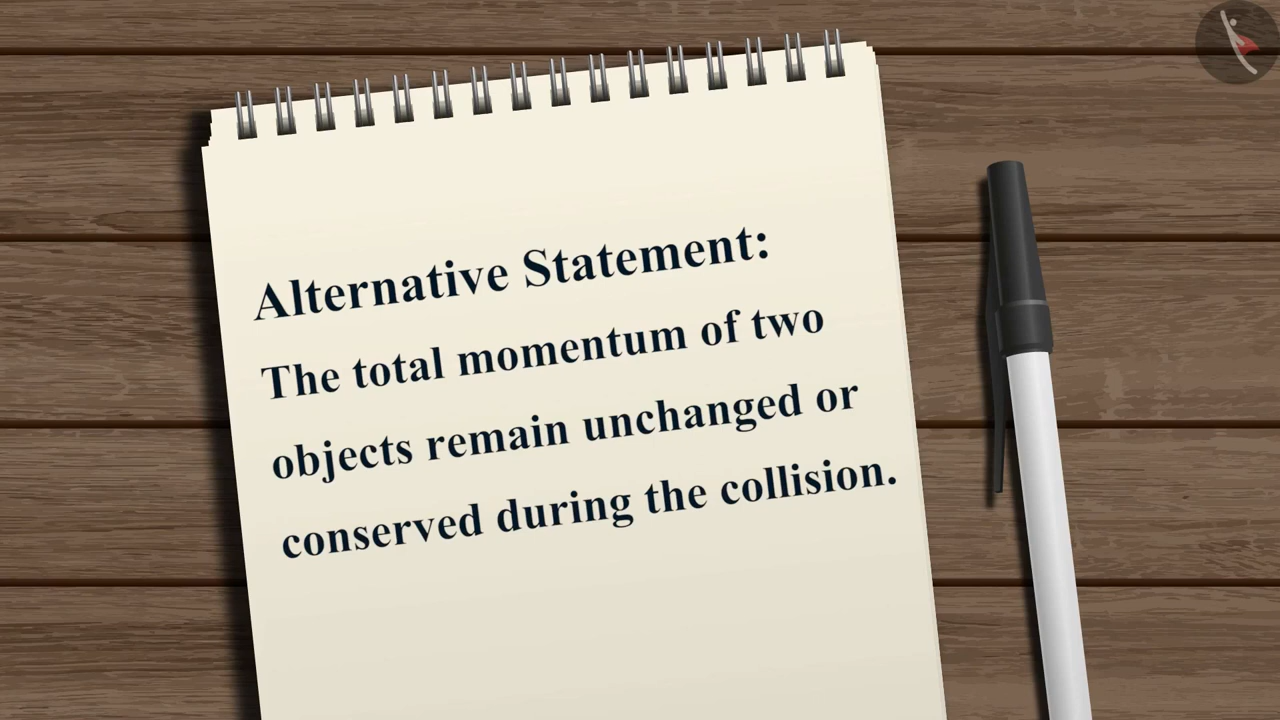 Alternative Statement:
The total momentum of two
objects remain unchanged or
conserved during the collision.